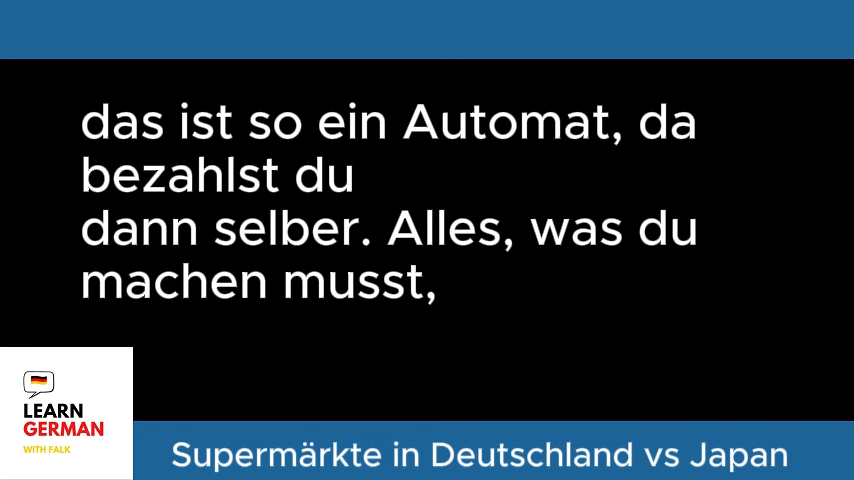 das ist so ein Automat, da
bezahlst du
dann selber. Alles, was du
machen musst,
LEARN
GERMAN
WITH FALK
Supermärkte in Deutschland vs Japan